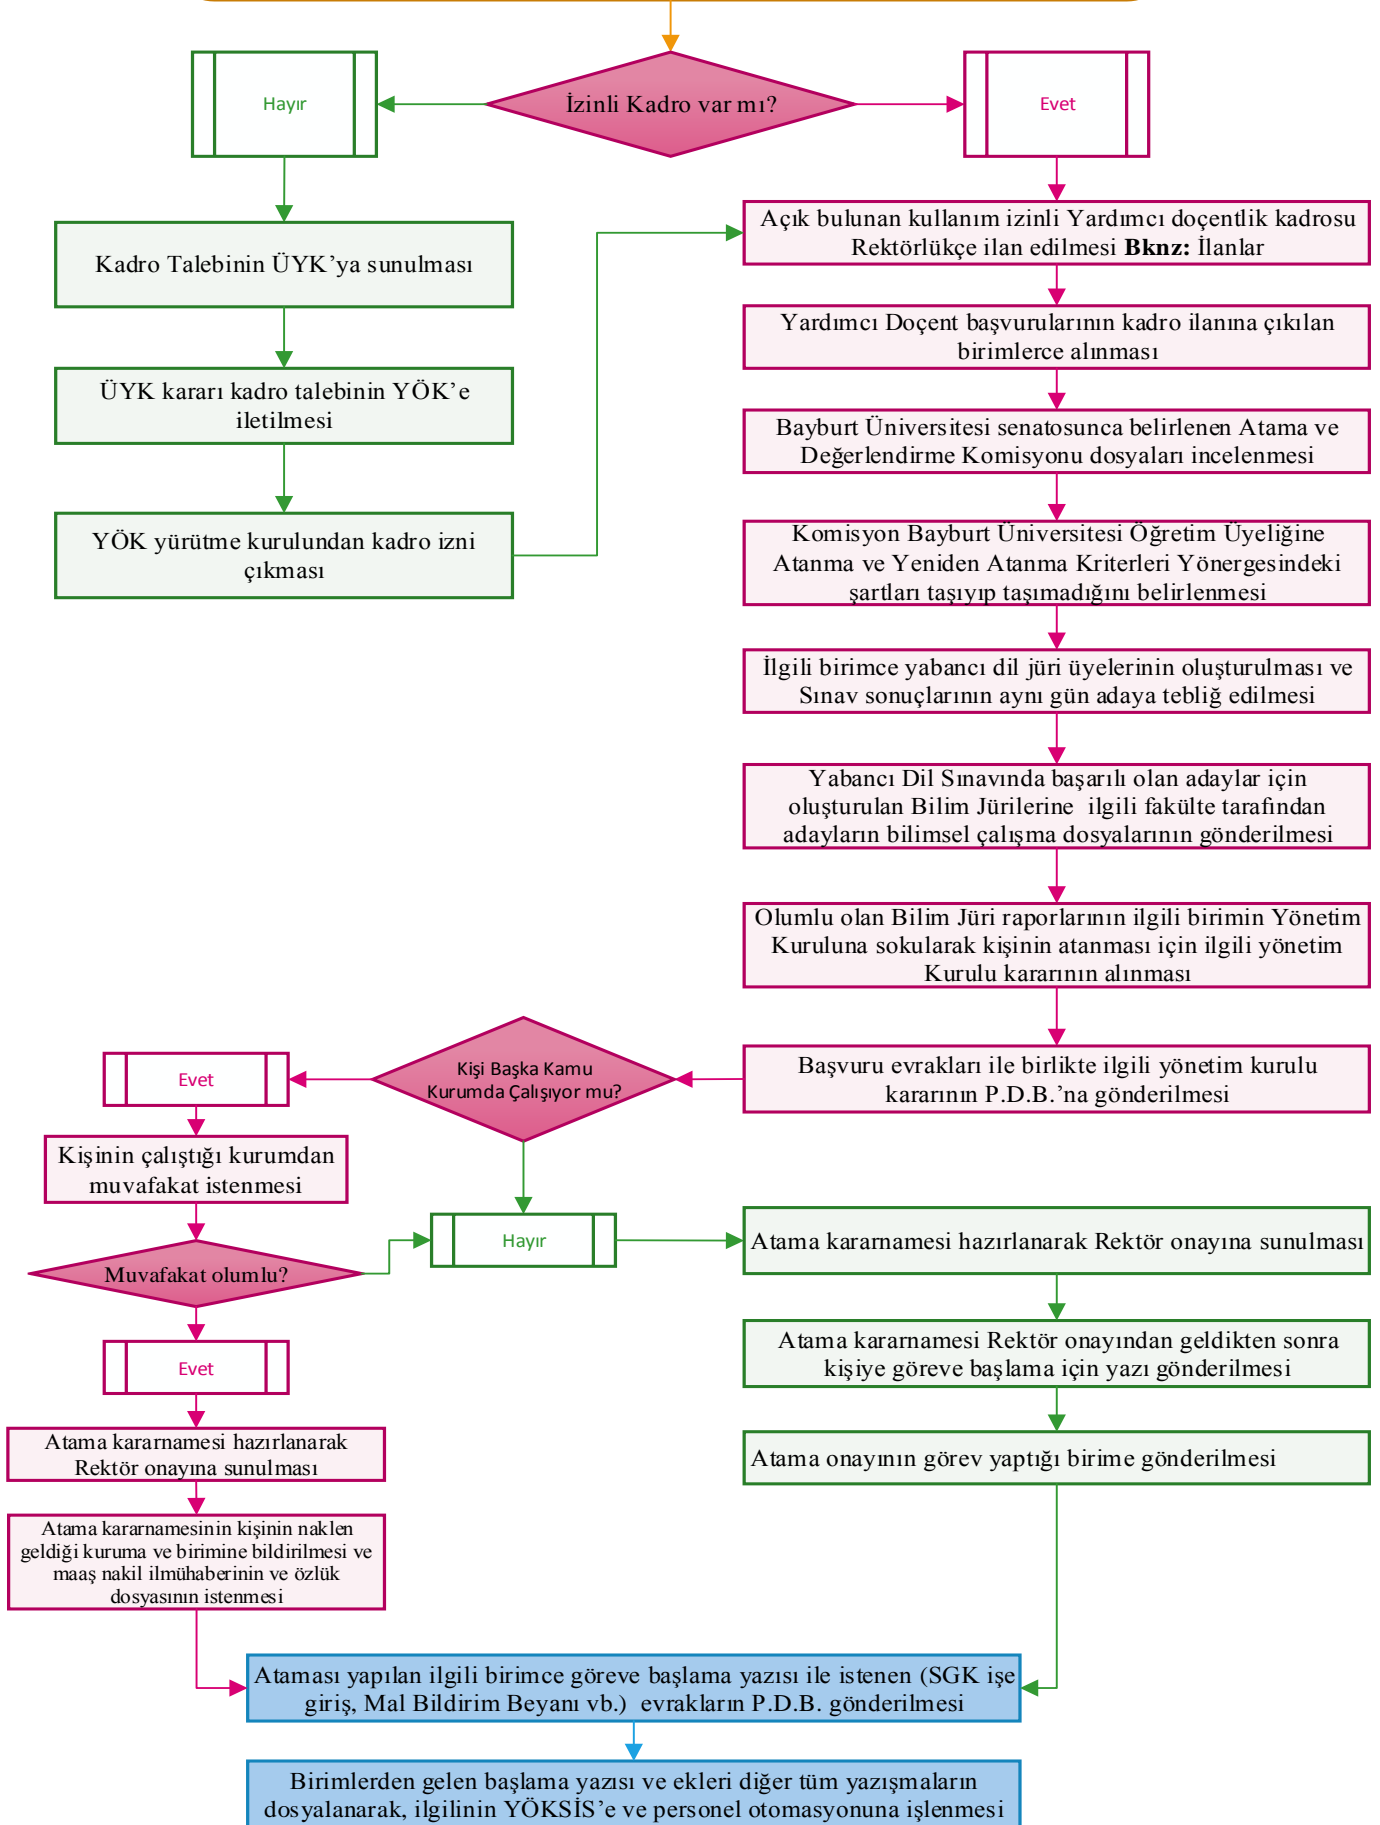 İzinli Kadro var mı?
Hayır
Evet
Kadro Talebinin ÜYK’ya sunulması
ÜYK kararı kadro talebinin YÖK’e
iletilmesi
YÖK yürütme kurulundan kadro izni
çıkması
Açık bulunan kullanım izinli Yardımcı doçentlik kadrosu
Rektörlükçe ilan edilmesi Bknz: İlanlar
Yardımcı Doçent başvurularının kadro ilanına çıkılan
birimlerce alınması
Bayburt Üniversitesi senatosunca belirlenen Atama ve
Değerlendirme Komisyonu dosyaları incelenmesi
Komisyon Bayburt Üniversitesi Öğretim Üyeliğine
Atanma ve Yeniden Atanma Kriterleri Yönergesindeki
şartları taşıyıp taşımadığını belirlenmesi
İlgili birimce yabancı dil jüri üyelerinin oluşturulması ve
Sınav sonuçlarının aynı gün adaya tebliğ edilmesi
Yabancı Dil Sınavında başarılı olan adaylar için
oluşturulan Bilim Jürilerine ilgili fakülte tarafından
adayların bilimsel çalışma dosyalarının gönderilmesi
Olumlu olan Bilim Jüri raporlarının ilgili birimin Yönetim
Kuruluna sokularak kişinin atanması için ilgili yönetim
Kurulu kararının alınması
Başvuru evrakları ile birlikte ilgili yönetim kurulu
kararının P.D.B.’na gönderilmesi
Kişi Başka Kamu
Kurumda Çalışıyor mu?
Evet
Kişinin çalıştığı kurumdan
muvafakat istenmesi
Muvafakat olumlu?
Hayır
Evet
Atama kararnamesi hazırlanarak
Rektör onayına sunulması
Atama kararnamesinin kişinin naklen
geldiği kuruma ve birimine bildirilmesi ve
maaş nakil ilmühaberinin ve özlük
dosyasının istenmesi
Atama kararnamesi hazırlanarak Rektör onayına sunulması
Atama kararnamesi Rektör onayından geldikten sonra
kişiye göreve başlama için yazı gönderilmesi
Atama onayının görev yaptığı birime gönderilmesi
Ataması yapılan ilgili birimce göreve başlama yazısı ile istenen (SGK işe
giriş, Mal Bildirim Beyanı vb.) evrakların P.D.B. gönderilmesi
Birimlerden gelen başlama yazısı ve ekleri diğer tüm yazışmaların
dosyalanarak, ilgilinin YÖKSİS’e ve personel otomasyonuna işlenmesi